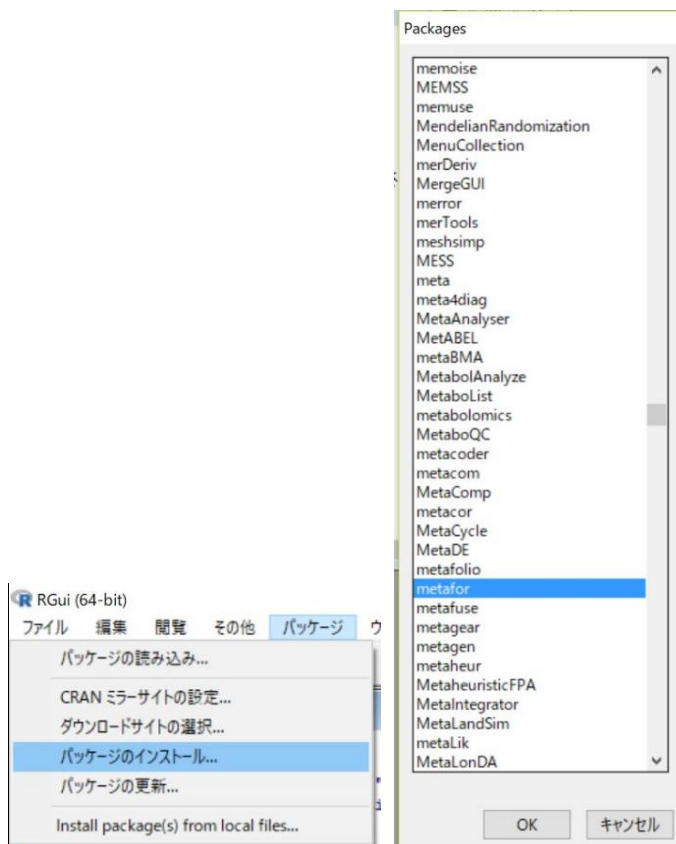 RGui (64-bit)
ファイル 編集 閲覧 その他 パッケージ ウ
パッケージの読み込み...
CRAN ミラーサイトの設定...
ダウンロードサイトの選択...
パッケージのインストール...
パッケージの更新...
Install package(s) from local files...
Packages
memoise
MEMSS
memuse
MendelianRandomization
MenuCollection
merDeriv
MergeGUI
merror
merTools
meshsimp
MESS
meta
meta4diag
MetaAnalyser
MetABEL
metaBMA
MetabolAnalyze
MetaboList
metabolomics
MetaboQC
metacoder
metacom
MetaComp
metacor
MetaCycle
MetaDE
metafolio
metafor
metafuse
metagear
metagen
metaheur
MetaheuristicFPA
MetaIntegrator
MetaLandSim
metaLik
MetaLonDA
OK キャンセル